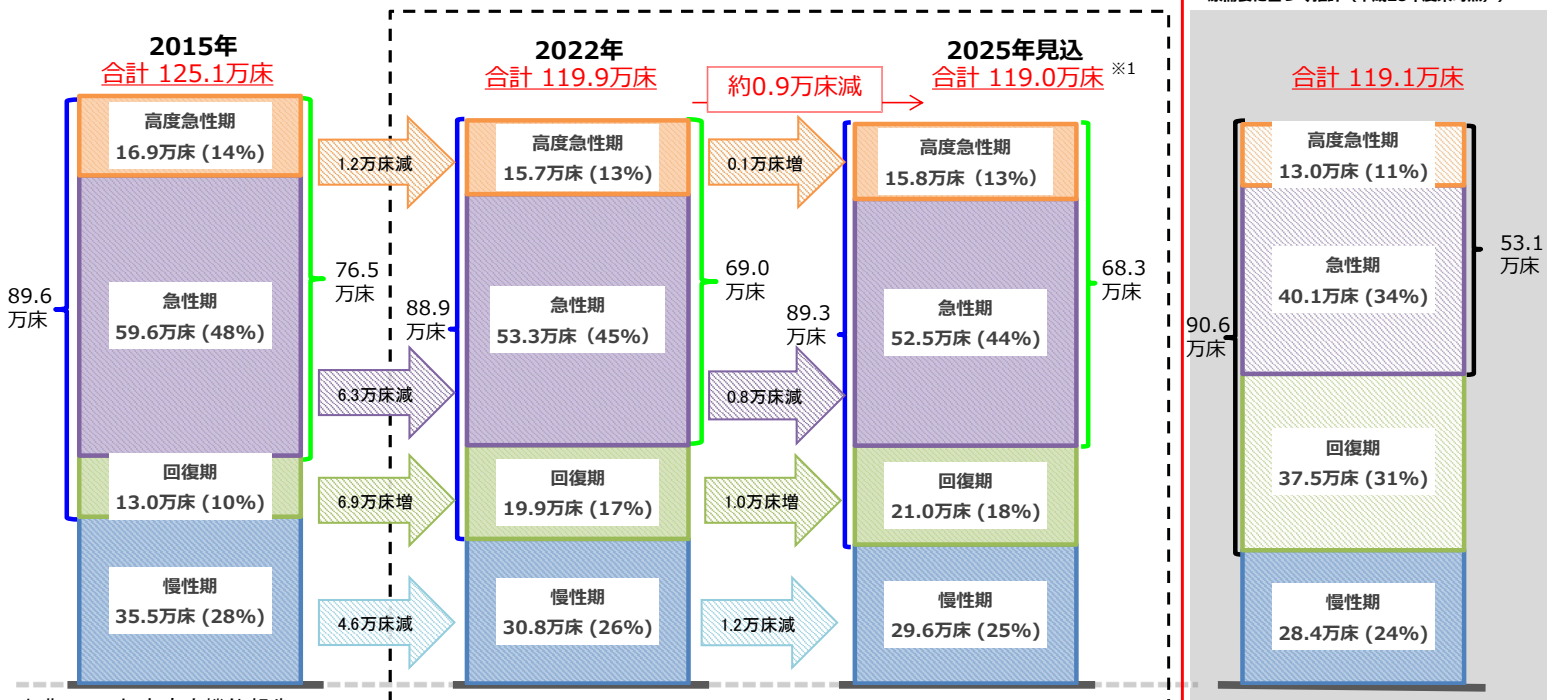 2015年
合計 125.1万床
高度急性期
16.9万床 (14%)
急性期
59.6万床 (48%)
回復期
13.0万床 (10%)
慢性期
35.5万床 (28%)
89.6
万床
76.5
万床
1.2万床減
6.3万床減
6.9万床増
4.6万床減
2022年
合計 119.9万床
高度急性期
15.7万床 (13%)
急性期
53.3万床（45%）
回復期
19.9万床 (17%)
慢性期
30.8万床 (26%)
88.9
万床
69.0
万床
約0.9万床減
0.1万床増
0.8万床減
1.0万床増
1.2万床減
2025年見込
合計 119.0万床 ※1
高度急性期
15.8万床（13%）
急性期
52.5万床 (44%)
回復期
21.0万床 (18%)
慢性期
29.6万床 (25%)
89.3
万床
68.3
万床
合計 119.1万床
高度急性期
13.0万床 (11%)
急性期
40.1万床 (34%)
回復期
37.5万床 (31%)
慢性期
28.4万床 (24%)
90.6
万床
53.1
万床